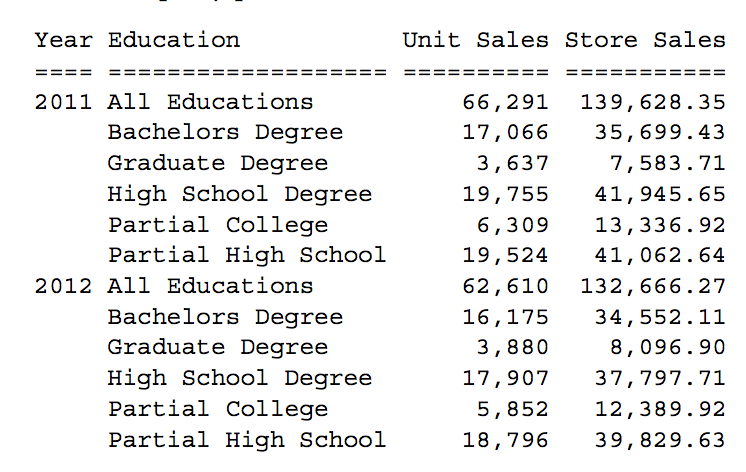 Year Education           Unit Sales Store Sales
==== =================== ========== ===========
2011 All Educations          66,291  139,628.35
     Bachelors Degree        17,066   35,699.43
     Graduate Degree          3,637    7,583.71
     High School Degree      19,755   41,945.65
     Partial College          6,309   13,336.92
     Partial High School     19,524   41,062.64
2012 All Educations          62,610  132,666.27
     Bachelors Degree        16,175   34,552.11
     Graduate Degree          3,880    8,096.90
     High School Degree      17,907   37,797.71
     Partial College          5,852   12,389.92
     Partial High School     18,796   39,829.63